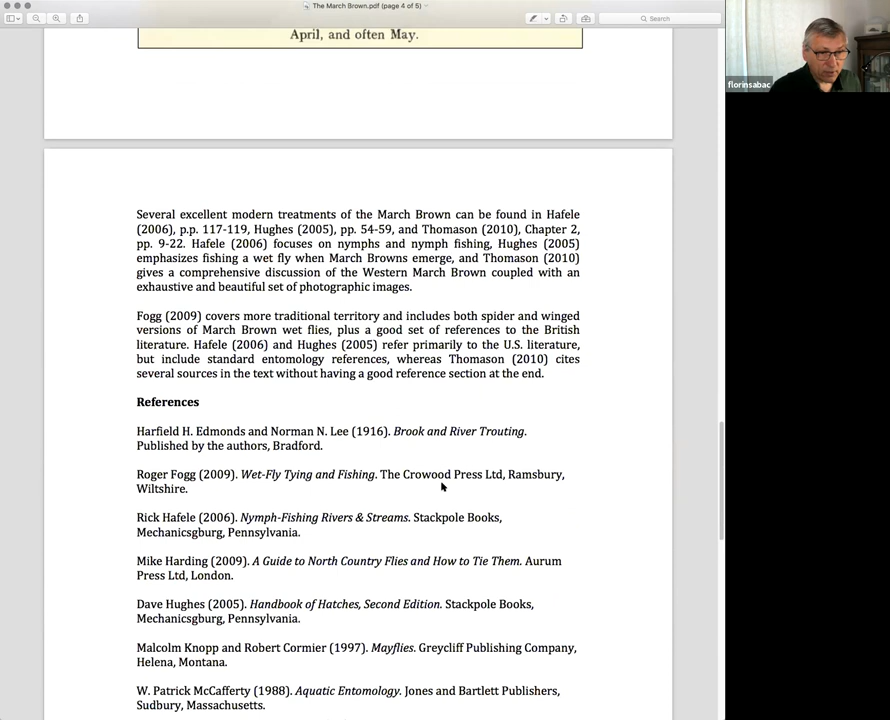 The March Brown.pdf (page 4 of 5)
Search
florinsabac
April, and often May.
Several excellent modern treatments of the March Brown can be found in Hafele
(2006), p.p. 117-119, Hughes (2005), pp. 54-59, and Thomason (2010), Chapter 2,
pp. 9-22. Hafele (2006) focuses on nymphs and nymph fishing, Hughes (2005)
emphasizes fishing a wet fly when March Browns emerge, and Thomason (2010)
gives a comprehensive discussion of the Western March Brown coupled with an
exhaustive and beautiful set of photographic images.
Fogg (2009) covers more traditional territory and includes both spider and winged
versions of March Brown wet flies, plus a good set of references to the British
literature. Hafele (2006) and Hughes (2005) refer primarily to the U.S. literature,
but include standard entomology references, whereas Thomason (2010) cites
several sources in the text without having a good reference section at the end.
References
Harfield H. Edmonds and Norman N. Lee (1916). Brook and River Trouting.
Published by the authors, Bradford.
Roger Fogg (2009). Wet-Fly Tying and Fishing. The Crowood Press Ltd, Ramsbury,
Wiltshire.
Rick Hafele (2006). Nymph-Fishing Rivers & Streams. Stackpole Books,
Mechanicsgburg, Pennsylvania.
Mike Harding (2009). A Guide to North Country Flies and How to Tie Them. Aurum
Press Ltd, London.
Dave Hughes (2005). Handbook of Hatches, Second Edition. Stackpole Books,
Mechanicsgburg, Pennsylvania.
Malcolm Knopp and Robert Cormier (1997). Mayflies. Greycliff Publishing Company,
Helena, Montana.
W. Patrick McCafferty (1988). Aquatic Entomology. Jones and Bartlett Publishers,
Sudbury, Massachusetts.